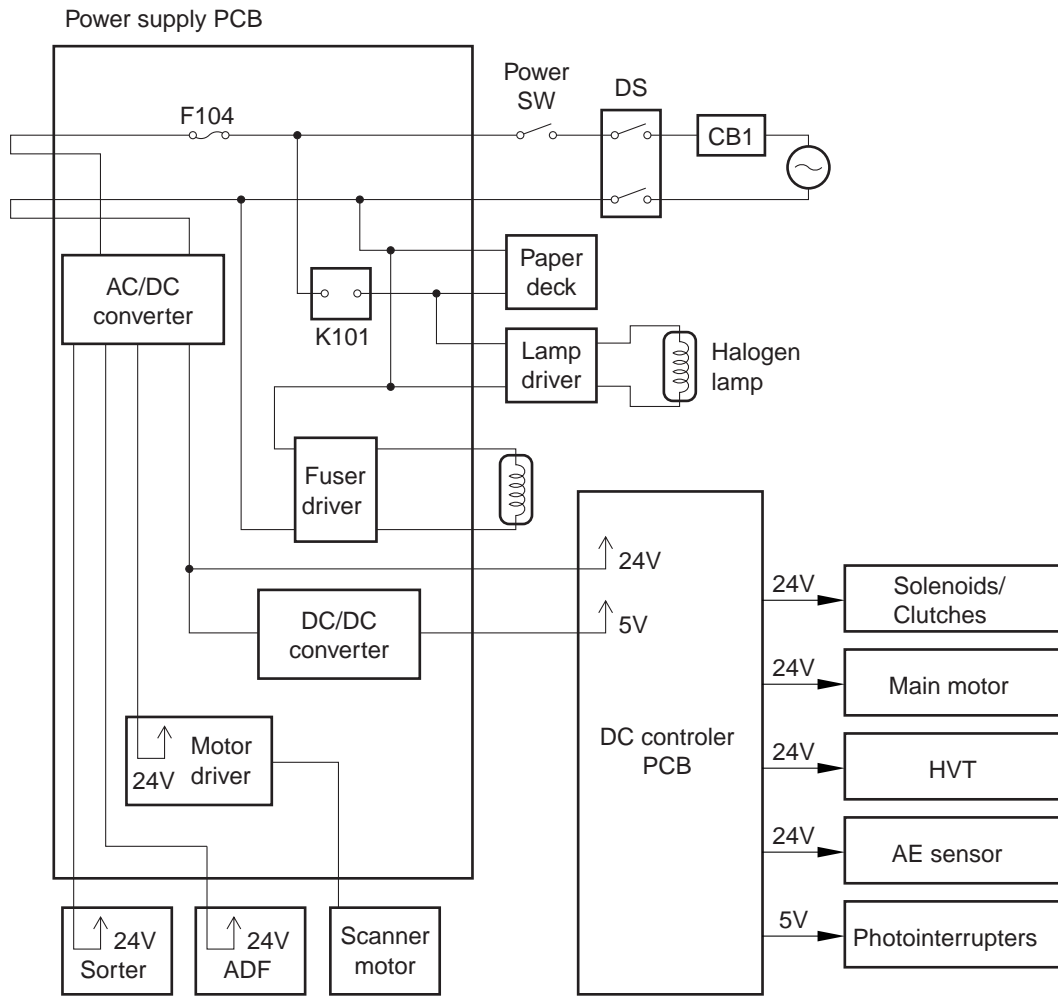 Power supply PCB
Power
SW
DS
F104
CB1
AC/DC
converter
K101
Paper
deck
Lamp
driver
Halogen
lamp
Fuser
driver
24V
5V
DC/DC
converter
Motor
driver
24V
DC controler
PCB
24V
Solenoids/
Clutches
24V
Main motor
24V
HVT
24V
AE sensor
5V
Photointerrupters
24V
Sorter
24V
ADF
Scanner
motor